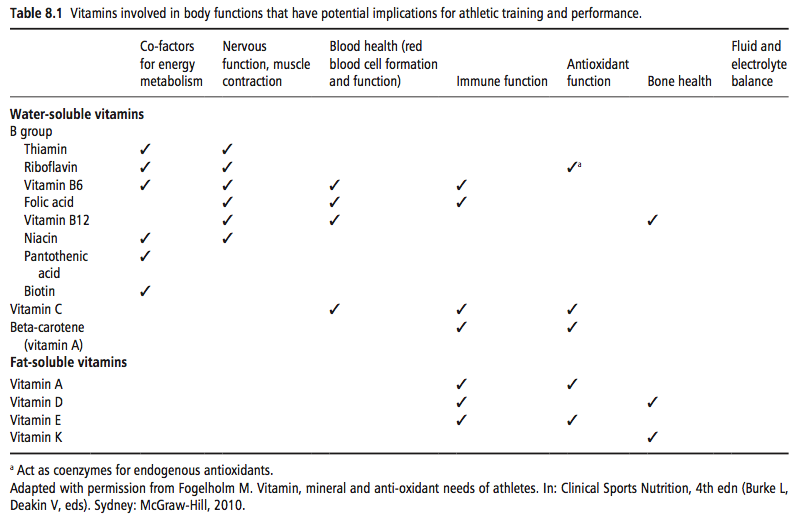 Table 8.1 Vitamins involved in body functions that have potential implications for athletic training and performance.
Co-factors for energy metabolism Nervous function, muscle contraction Blood health (red blood cell formation and function) Immune function Antioxidant function Bone health Fluid and electrolyte balance
Water-soluble vitamins
B group
Thiamin ✓ ✓
Riboflavin ✓ ✓ ✓a
Vitamin B6 ✓ ✓ ✓ ✓
Folic acid ✓ ✓ ✓
Vitamin B12 ✓ ✓ ✓
Niacin ✓ ✓
Pantothenic ✓
acid
Biotin ✓
Vitamin C ✓ ✓ ✓
Beta-carotene ✓ ✓
(vitamin A)
Fat-soluble vitamins
Vitamin A ✓ ✓
Vitamin D ✓ ✓
Vitamin E ✓ ✓
Vitamin K ✓
a Act as coenzymes for endogenous antioxidants.
Adapted with permission from Fogelholm M. Vitamin, mineral and anti-oxidant needs of athletes. In: Clinical Sports Nutrition, 4th edn (Burke L,
Deakin V, eds). Sydney: McGraw-Hill, 2010.